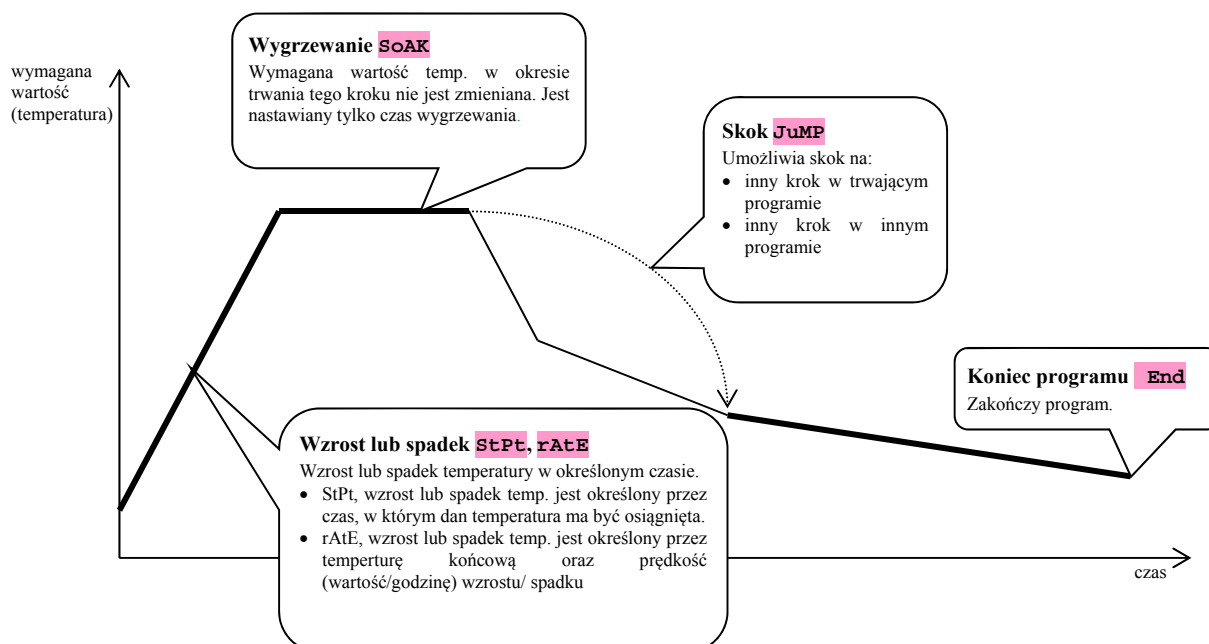 Wygrzewanie SoAK
Wymagana wartość temp. w okresie
trwania tego kroku nie jest zmieniana. Jest
nastawiany tylko czas wygrzewania.
wymagana
wartość
(temperatura)
Skok JuMP
Umożliwia skok na:
• inny krok w trwającym
programie
• inny krok w innym
programie
Koniec programu End
Zakończy program.
Wzrost lub spadek StPt, rAtE
Wzrost lub spadek temperatury w określonym czasie.
• StPt, wzrost lub spadek temp. jest określony przez
czas, w którym dan temperatura ma być osiągnięta.
• rAtE, wzrost lub spadek temp. jest określony przez
temperturę końcową oraz prędkość
(wartość/godzinę) wzrostu/ spadku
czas